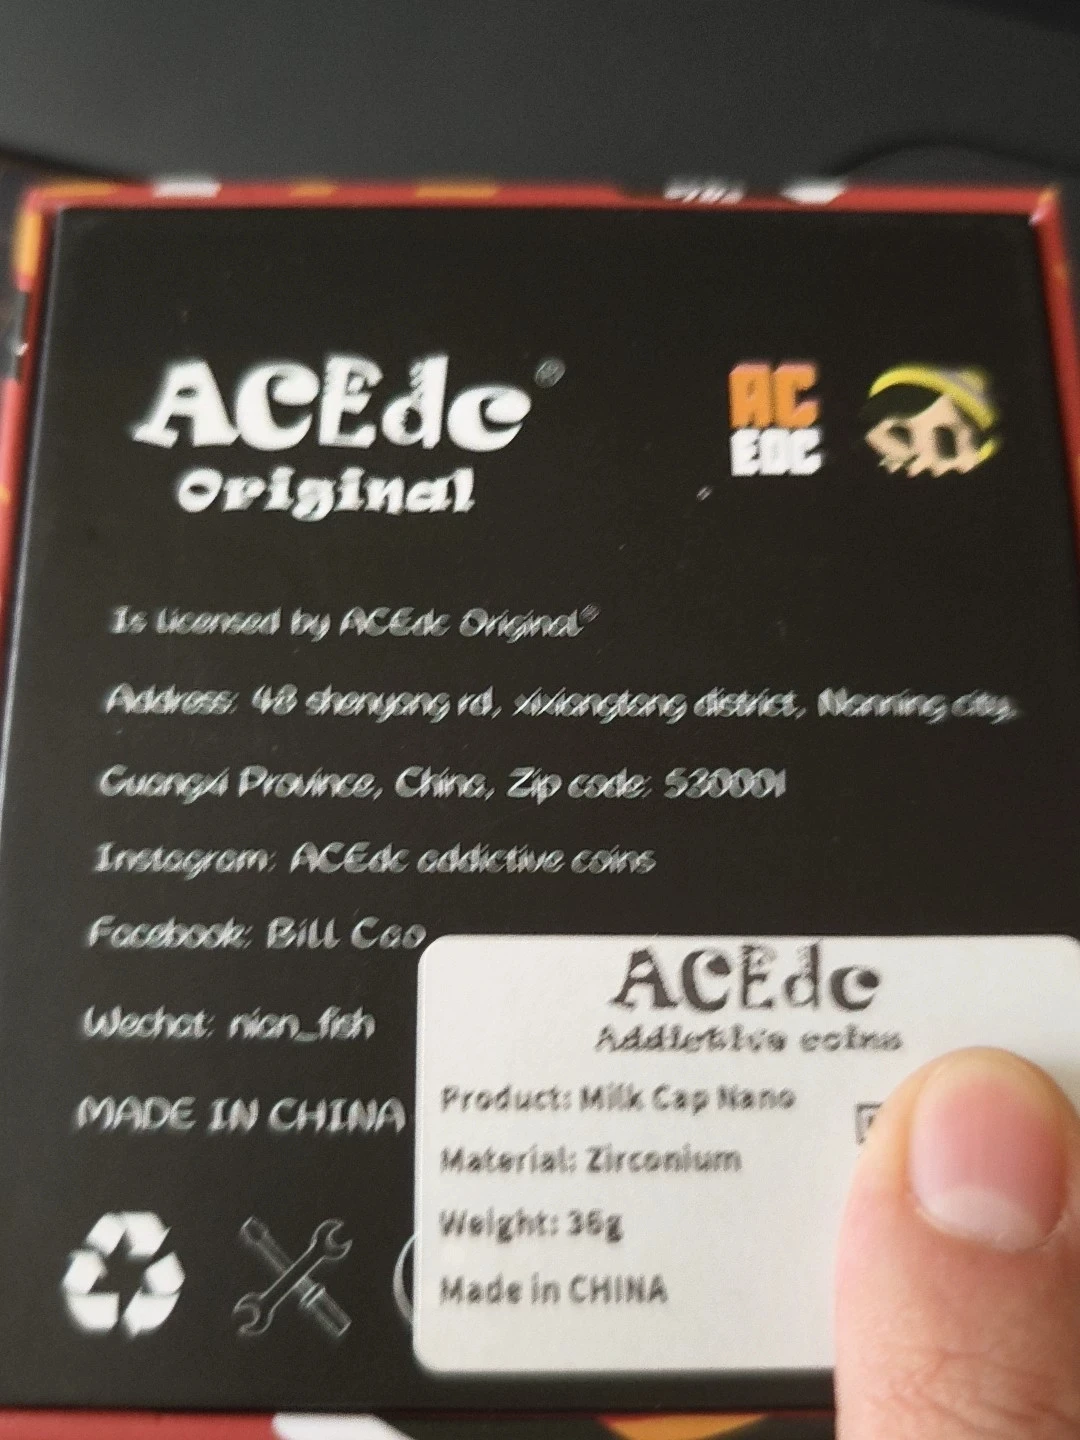 ACEdc®
Original
AC
EDC
Is licensed by ACEdc Original®
Address: 48 shenyang rd, xixiangtang district, Nanning city,
Guangxi Province, China, Zip code: 530001
Instagram: ACEdc addictive coins
Facebook: Bill Cao
Wechat: nian_fish
MADE IN CHINA
ACEdc
Addictive coins
Product: Milk Cap Nano
Material: Zirconium
Weight: 36g
Made in CHINA